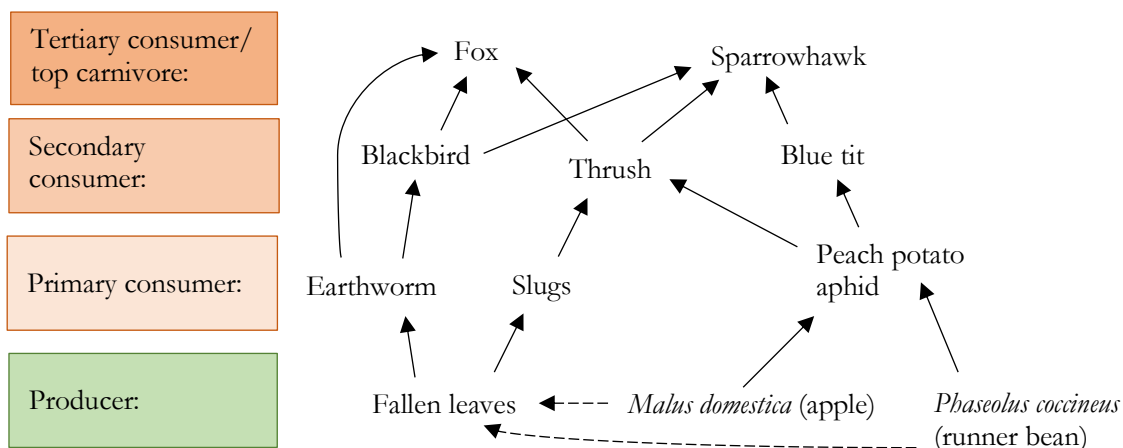 Tertiary consumer/
top carnivore:
Fox
Sparrowhawk
Secondary
consumer:
Blackbird
Thrush
Blue tit
Primary consumer:
Earthworm
Slugs
Peach potato
aphid
Producer:
Fallen leaves
Malus domestica (apple)
Phaseolus coccineus
(runner bean)